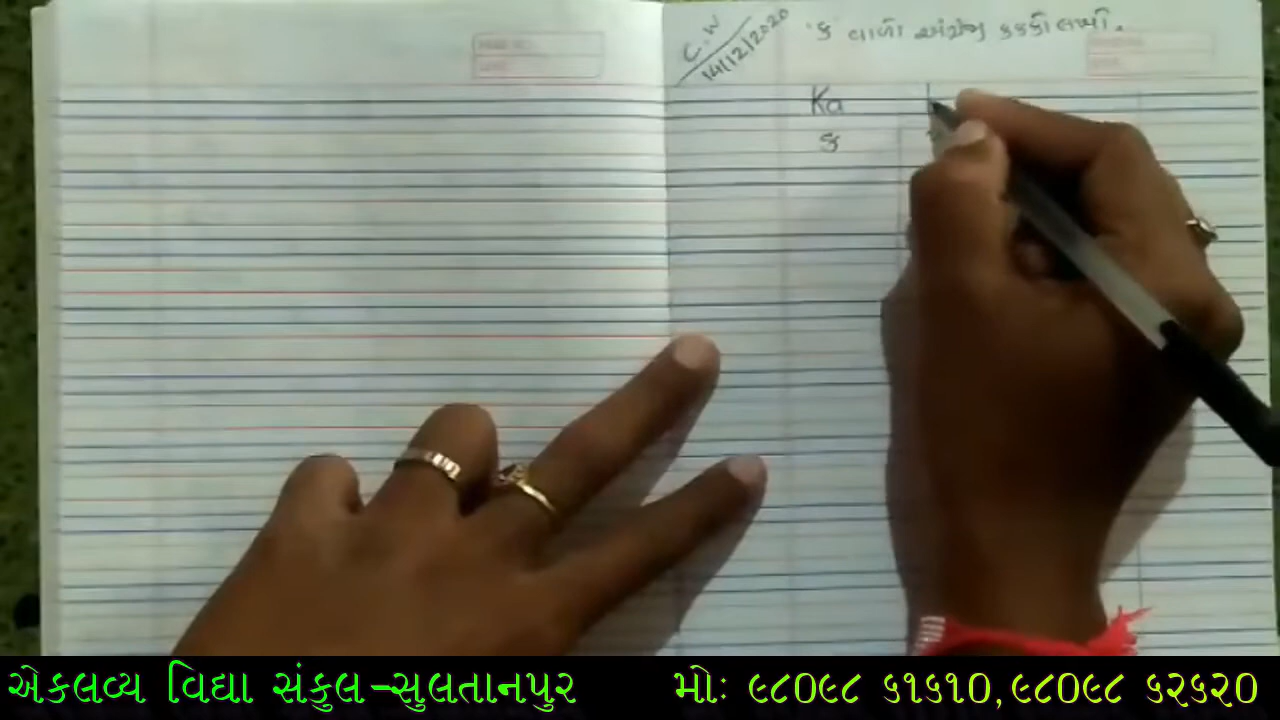 C.W
14/12/2020
'ક વાળી અંગ્રેજી કક્કી લખો.
Ka
ક
એકલવ્ય વિદ્યા સંકુલ-સુલતાનપુર મોઃ ૯૮૦૯૮ ૬૧૬૧૦,૯૮૦૯૮ ૬૨૬૨૦